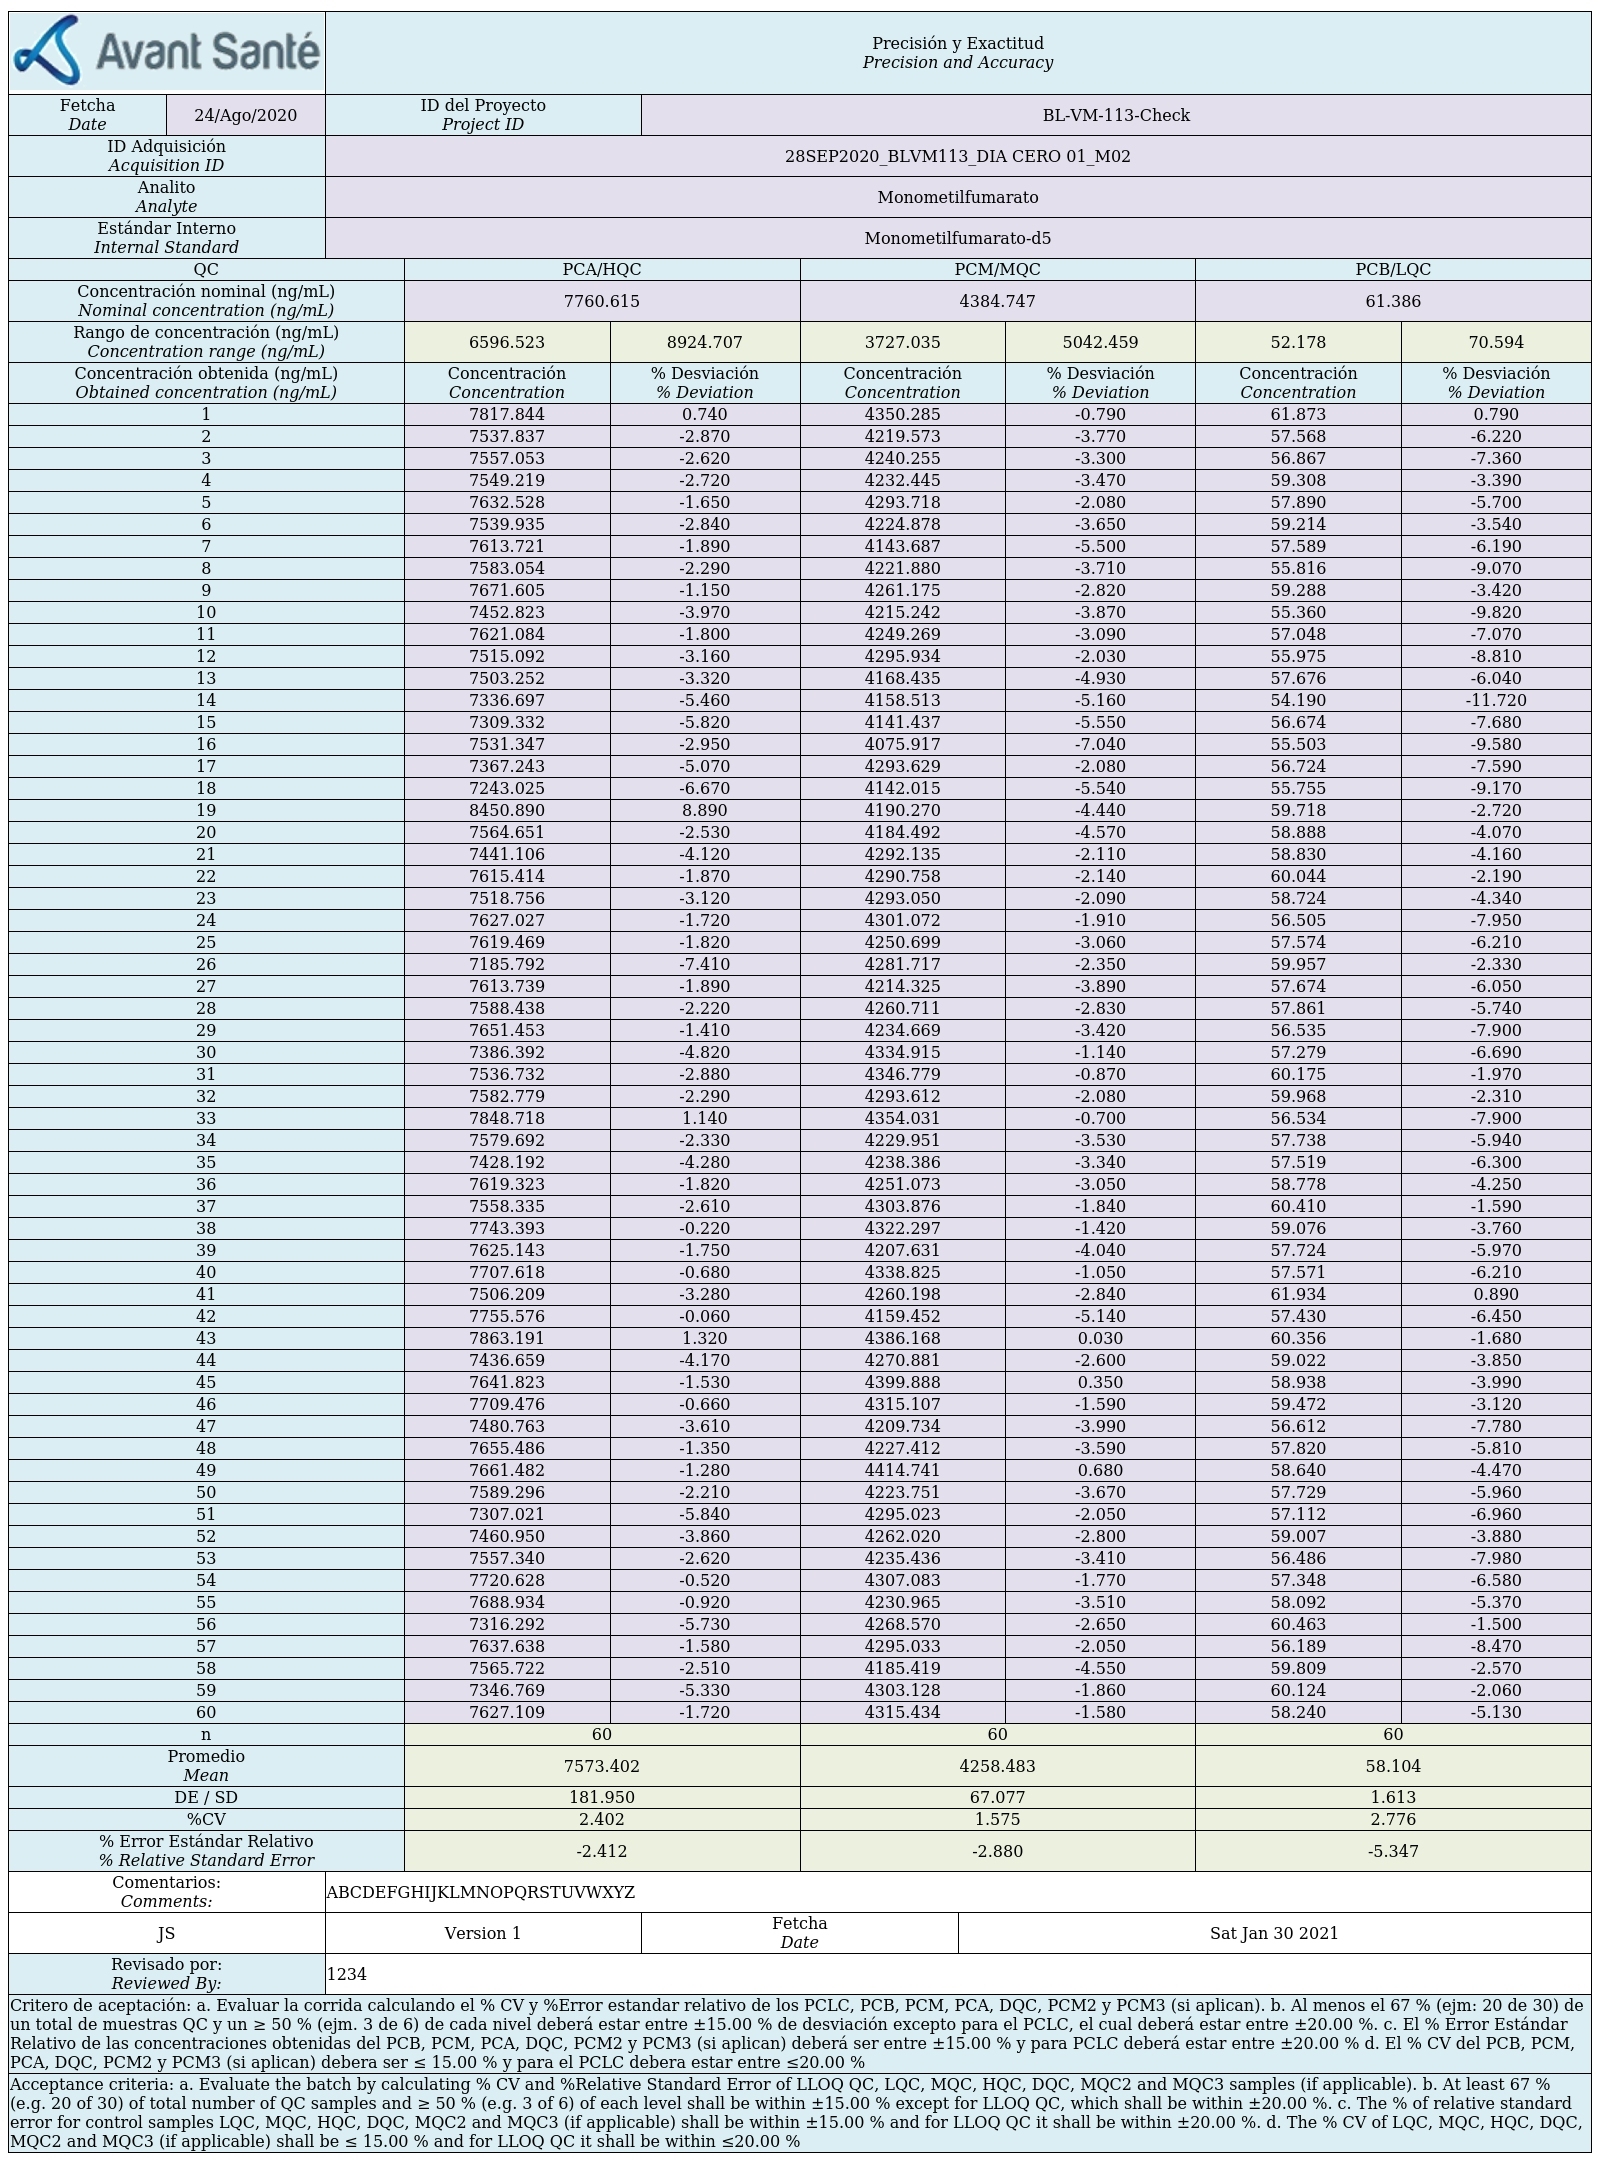 Avant Santé
Precisión y Exactitud
Precision and Accuracy
Fetcha
Date
24/Ago/2020
ID del Proyecto
Project ID
BL-VM-113-Check
ID Adquisición
Acquisition ID
28SEP2020_BLVM113_DIA CERO 01_M02
Analito
Analyte
Monometilfumarato
Estándar Interno
Internal Standard
Monometilfumarato-d5
QC PCA/HQC PCM/MQC PCB/LQC
Concentración nominal (ng/mL)
Nominal concentration (ng/mL)
7760.615 4384.747 61.386
Rango de concentración (ng/mL)
Concentration range (ng/mL)
6596.523 8924.707 3727.035 5042.459 52.178 70.594
Concentración obtenida (ng/mL) Concentración % Desviación Concentración % Desviación Concentración % Desviación
Obtained concentration (ng/mL) Concentration % Deviation Concentration % Deviation Concentration % Deviation
1 7817.844 0.740 4350.285 -0.790 61.873 0.790
2 7537.837 -2.870 4219.573 -3.770 57.568 -6.220
3 7557.053 -2.620 4240.255 -3.300 56.867 -7.360
4 7549.219 -2.720 4232.445 -3.470 59.308 -3.390
5 7632.528 -1.650 4293.718 -2.080 57.890 -5.700
6 7539.935 -2.840 4224.878 -3.650 59.214 -3.540
7 7613.721 -1.890 4143.687 -5.500 57.589 -6.190
8 7583.054 -2.290 4221.880 -3.710 55.816 -9.070
9 7671.605 -1.150 4261.175 -2.820 59.288 -3.420
10 7452.823 -3.970 4215.242 -3.870 55.360 -9.820
11 7621.084 -1.800 4249.269 -3.090 57.048 -7.070
12 7515.092 -3.160 4295.934 -2.030 55.975 -8.810
13 7503.252 -3.320 4168.435 -4.930 57.676 -6.040
14 7336.697 -5.460 4158.513 -5.160 54.190 -11.720
15 7309.332 -5.820 4141.437 -5.550 56.674 -7.680
16 7531.347 -2.950 4075.917 -7.040 55.503 -9.580
17 7367.243 -5.070 4293.629 -2.080 56.724 -7.590
18 7243.025 -6.670 4142.015 -5.540 55.755 -9.170
19 8450.890 8.890 4190.270 -4.440 59.718 -2.720
20 7564.651 -2.530 4184.492 -4.570 58.888 -4.070
21 7441.106 -4.120 4292.135 -2.110 58.830 -4.160
22 7615.414 -1.870 4290.758 -2.140 60.044 -2.190
23 7518.756 -3.120 4293.050 -2.090 58.724 -4.340
24 7627.027 -1.720 4301.072 -1.910 56.505 -7.950
25 7619.469 -1.820 4250.699 -3.060 57.574 -6.210
26 7185.792 -7.410 4281.717 -2.350 59.957 -2.330
27 7613.739 -1.890 4214.325 -3.890 57.674 -6.050
28 7588.438 -2.220 4260.711 -2.830 57.861 -5.740
29 7651.453 -1.410 4234.669 -3.420 56.535 -7.900
30 7386.392 -4.820 4334.915 -1.140 57.279 -6.690
31 7536.732 -2.880 4346.779 -0.870 60.175 -1.970
32 7582.779 -2.290 4293.612 -2.080 59.968 -2.310
33 7848.718 1.140 4354.031 -0.700 56.534 -7.900
34 7579.692 -2.330 4229.951 -3.530 57.738 -5.940
35 7428.192 -4.280 4238.386 -3.340 57.519 -6.300
36 7619.323 -1.820 4251.073 -3.050 58.778 -4.250
37 7558.335 -2.610 4303.876 -1.840 60.410 -1.590
38 7743.393 -0.220 4322.297 -1.420 59.076 -3.760
39 7625.143 -1.750 4207.631 -4.040 57.724 -5.970
40 7707.618 -0.680 4338.825 -1.050 57.571 -6.210
41 7506.209 -3.280 4260.198 -2.840 61.934 0.890
42 7755.576 -0.060 4159.452 -5.140 57.430 -6.450
43 7863.191 1.320 4386.168 0.030 60.356 -1.680
44 7436.659 -4.170 4270.881 -2.600 59.022 -3.850
45 7641.823 -1.530 4399.888 0.350 58.938 -3.990
46 7709.476 -0.660 4315.107 -1.590 59.472 -3.120
47 7480.763 -3.610 4209.734 -3.990 56.612 -7.780
48 7655.486 -1.350 4227.412 -3.590 57.820 -5.810
49 7661.482 -1.280 4414.741 0.680 58.640 -4.470
50 7589.296 -2.210 4223.751 -3.670 57.729 -5.960
51 7307.021 -5.840 4295.023 -2.050 57.112 -6.960
52 7460.950 -3.860 4262.020 -2.800 59.007 -3.880
53 7557.340 -2.620 4235.436 -3.410 56.486 -7.980
54 7720.628 -0.520 4307.083 -1.770 57.348 -6.580
55 7688.934 -0.920 4230.965 -3.510 58.092 -5.370
56 7316.292 -5.730 4268.570 -2.650 60.463 -1.500
57 7637.638 -1.580 4295.033 -2.050 56.189 -8.470
58 7565.722 -2.510 4185.419 -4.550 59.809 -2.570
59 7346.769 -5.330 4303.128 -1.860 60.124 -2.060
60 7627.109 -1.720 4315.434 -1.580 58.240 -5.130
n 60 60 60
Promedio
Mean
7573.402 4258.483 58.104
DE / SD 181.950 67.077 1.613
%CV 2.402 1.575 2.776
% Error Estándar Relativo
% Relative Standard Error
-2.412 -2.880 -5.347
Comentarios:
Comments:
ABCDEFGHIJKLMNOPQRSTUVWXYZ
JS
Version 1
Fetcha
Date
Sat Jan 30 2021
Revisado por:
Reviewed By:
1234
Critero de aceptación: a. Evaluar la corrida calculando el % CV y %Error estandar relativo de los PCLC, PCB, PCM, PCA, DQC, PCM2 y PCM3 (si aplican). b. Al menos el 67 % (ejm: 20 de 30) de
un total de muestras QC y un ≥ 50 % (ejm. 3 de 6) de cada nivel deberá estar entre ±15.00 % de desviación excepto para el PCLC, el cual deberá estar entre ±20.00 %. c. El % Error Estándar
Relativo de las concentraciones obtenidas del PCB, PCM, PCA, DQC, PCM2 y PCM3 (si aplican) deberá ser entre ±15.00 % y para PCLC deberá estar entre ±20.00 % d. El % CV del PCB, PCM,
PCA, DQC, PCM2 y PCM3 (si aplican) debera ser ≤ 15.00 % y para el PCLC debera estar entre ≤20.00 %
Acceptance criteria: a. Evaluate the batch by calculating % CV and %Relative Standard Error of LLOQ QC, LQC, MQC, HQC, DQC, MQC2 and MQC3 samples (if applicable). b. At least 67 %
(e.g. 20 of 30) of total number of QC samples and ≥ 50 % (e.g. 3 of 6) of each level shall be within ±15.00 % except for LLOQ QC, which shall be within ±20.00 %. c. The % of relative standard
error for control samples LQC, MQC, HQC, DQC, MQC2 and MQC3 (if applicable) shall be within ±15.00 % and for LLOQ QC it shall be within ±20.00 %. d. The % CV of LQC, MQC, HQC, DQC,
MQC2 and MQC3 (if applicable) shall be ≤ 15.00 % and for LLOQ QC it shall be within ≤20.00 %